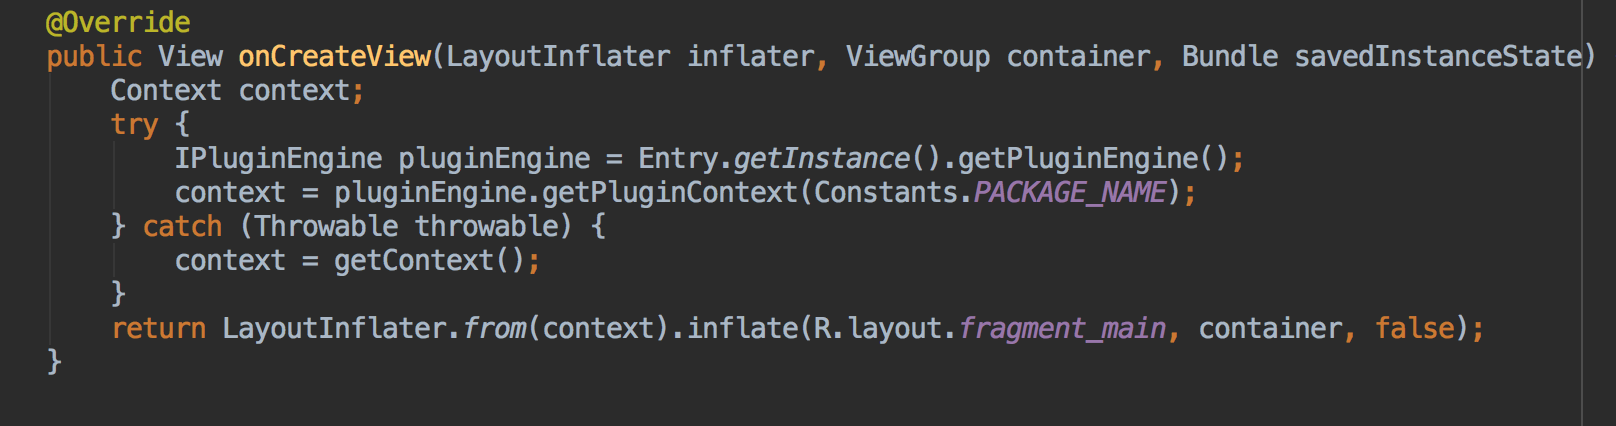 @Override
public View onCreateView(LayoutInflater inflater, ViewGroup container, Bundle savedInstanceState)
Context context;
try {
IPluginEngine pluginEngine = Entry.getInstance().getPluginEngine();
context = pluginEngine.getPluginContext(Constants.PACKAGE_NAME);
} catch (Throwable throwable) {
context = getContext();
}
return LayoutInflater.from(context).inflate(R.layout.fragment_main, container, false);
}